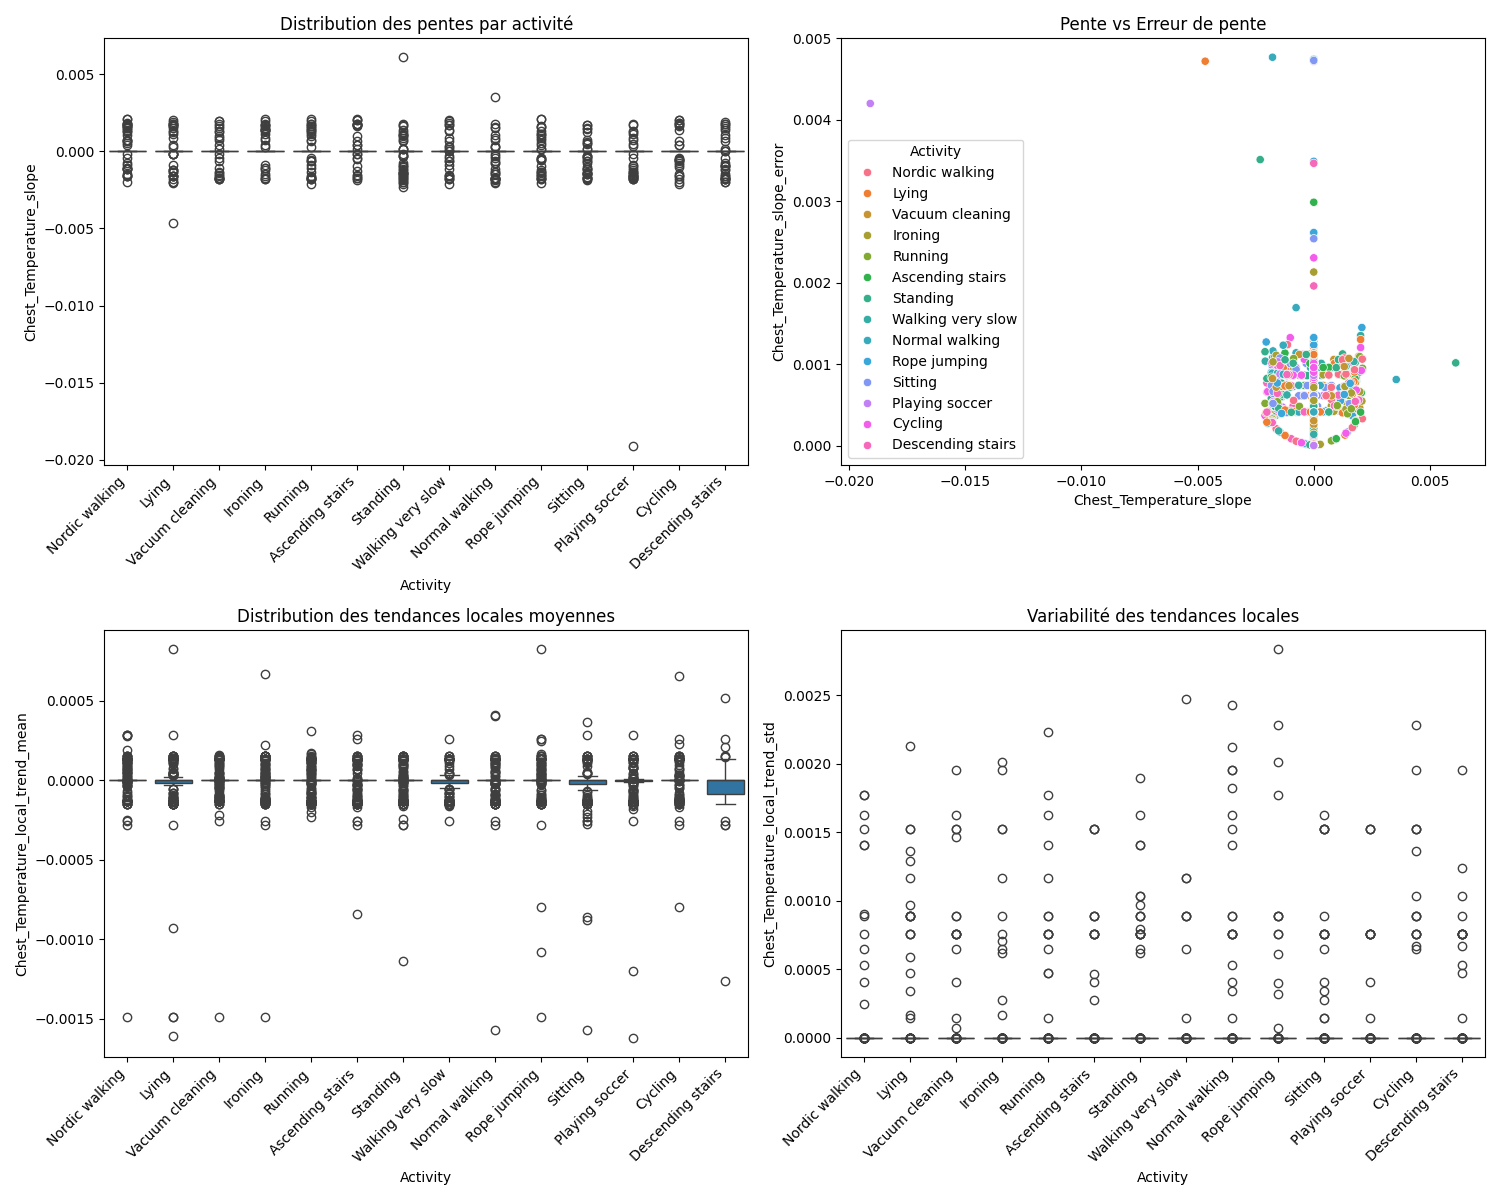 Distribution des pentes par activité
0.005
0.000
−0.005
−0.010
−0.015
−0.020
Chest_Temperature_slope
Nordic walking
Lying
Vacuum cleaning
Ironing
Running
Ascending stairs
Standing
Walking very slow
Normal walking
Rope jumping
Sitting
Playing soccer
Cycling
Descending stairs
Activity
Pente vs Erreur de pente
0.005
0.004
0.003
0.002
0.001
0.000
Chest_Temperature_slope_error
Activity
Nordic walking
Lying
Vacuum cleaning
Ironing
Running
Ascending stairs
Standing
Walking very slow
Normal walking
Rope jumping
Sitting
Playing soccer
Cycling
Descending stairs
−0.020
−0.015
−0.010
−0.005
0.000
0.005
Chest_Temperature_slope
Distribution des tendances locales moyennes
0.0005
0.0000
−0.0005
−0.0010
−0.0015
Chest_Temperature_local_trend_mean
Nordic walking
Lying
Vacuum cleaning
Ironing
Running
Ascending stairs
Standing
Walking very slow
Normal walking
Rope jumping
Sitting
Playing soccer
Cycling
Descending stairs
Activity
Variabilité des tendances locales
0.0025
0.0020
0.0015
0.0010
0.0005
0.0000
Chest_Temperature_local_trend_std
Nordic walking
Lying
Vacuum cleaning
Ironing
Running
Ascending stairs
Standing
Walking very slow
Normal walking
Rope jumping
Sitting
Playing soccer
Cycling
Descending stairs
Activity